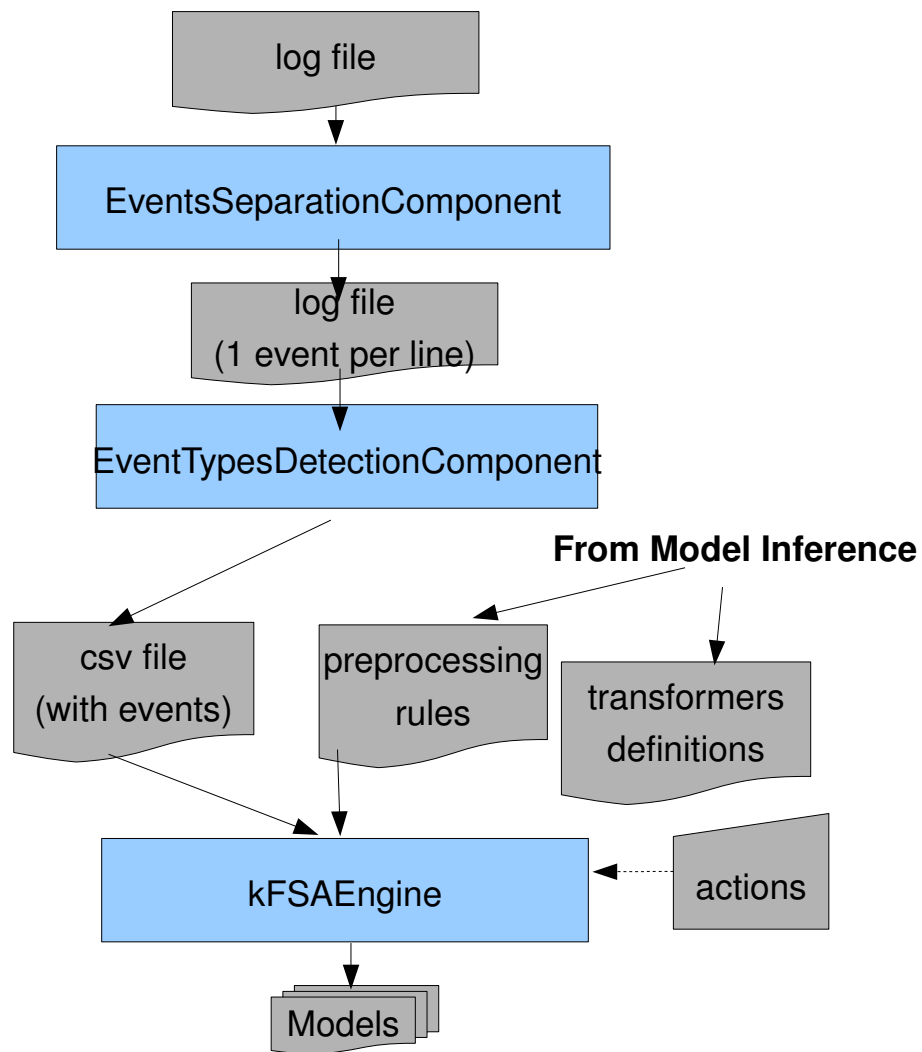 log file
EventsSeparationComponent
log file
(1 event per line)
EventTypesDetectionComponent
From Model Inference
csv file
(with events)
preprocessing
rules
transformers
definitions
kFSAEngine
actions
Models